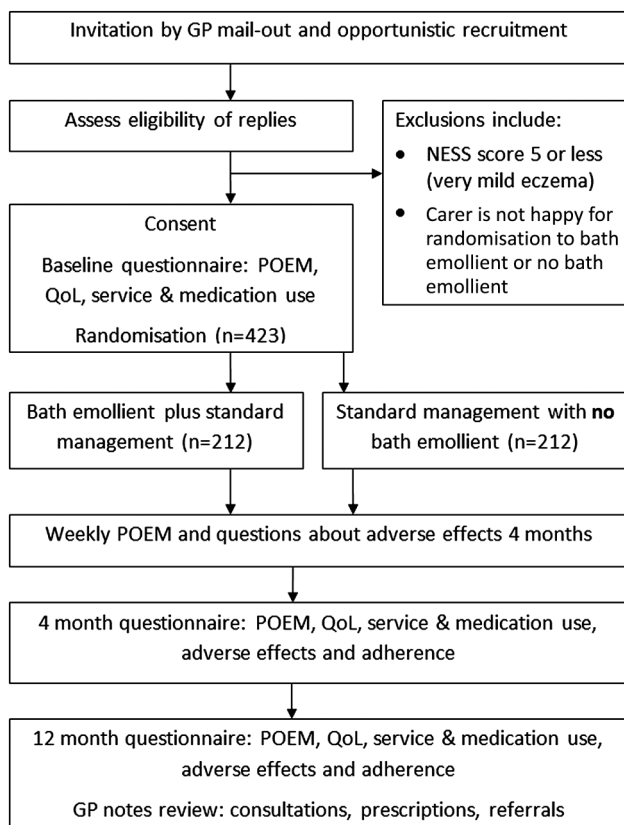 Invitation by GP mail-out and opportunistic recruitment
Assess eligibility of replies
Exclusions include:
• NESS score 5 or less
(very mild eczema)
• Carer is not happy for
randomisation to bath
emollient or no bath
emollient
Consent
Baseline questionnaire: POEM,
QoL, service & medication use
Randomisation (n=423)
Bath emollient plus standard
management (n=212)
Standard management with no
bath emollient (n=212)
Weekly POEM and questions about adverse effects 4 months
4 month questionnaire: POEM, QoL, service & medication use,
adverse effects and adherence
12 month questionnaire: POEM, QoL, service & medication use,
adverse effects and adherence
GP notes review: consultations, prescriptions, referrals